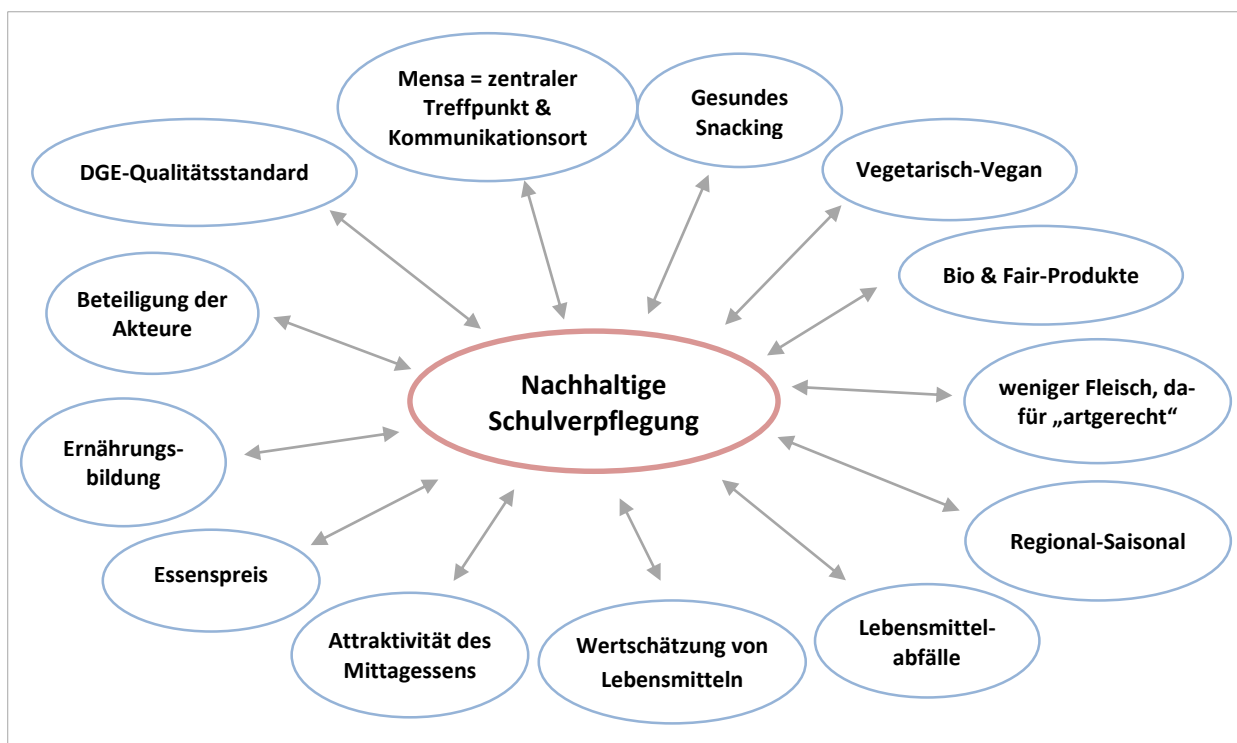 Mensa = zentraler
Treffpunkt &
Kommunikationsort
Gesundes
Snacking
DGE-Qualitätsstandard
Vegetarisch-Vegan
Beteiligung der
Akteure
Bio & Fair-Produkte
Nachhaltige
Schulverpflegung
weniger Fleisch, da-
für „artgerecht“
Ernährungs-
bildung
Regional-Saisonal
Essenspreis
Attraktivität des
Mittagessens
Wertschätzung von
Lebensmitteln
Lebensmittel-
abfälle